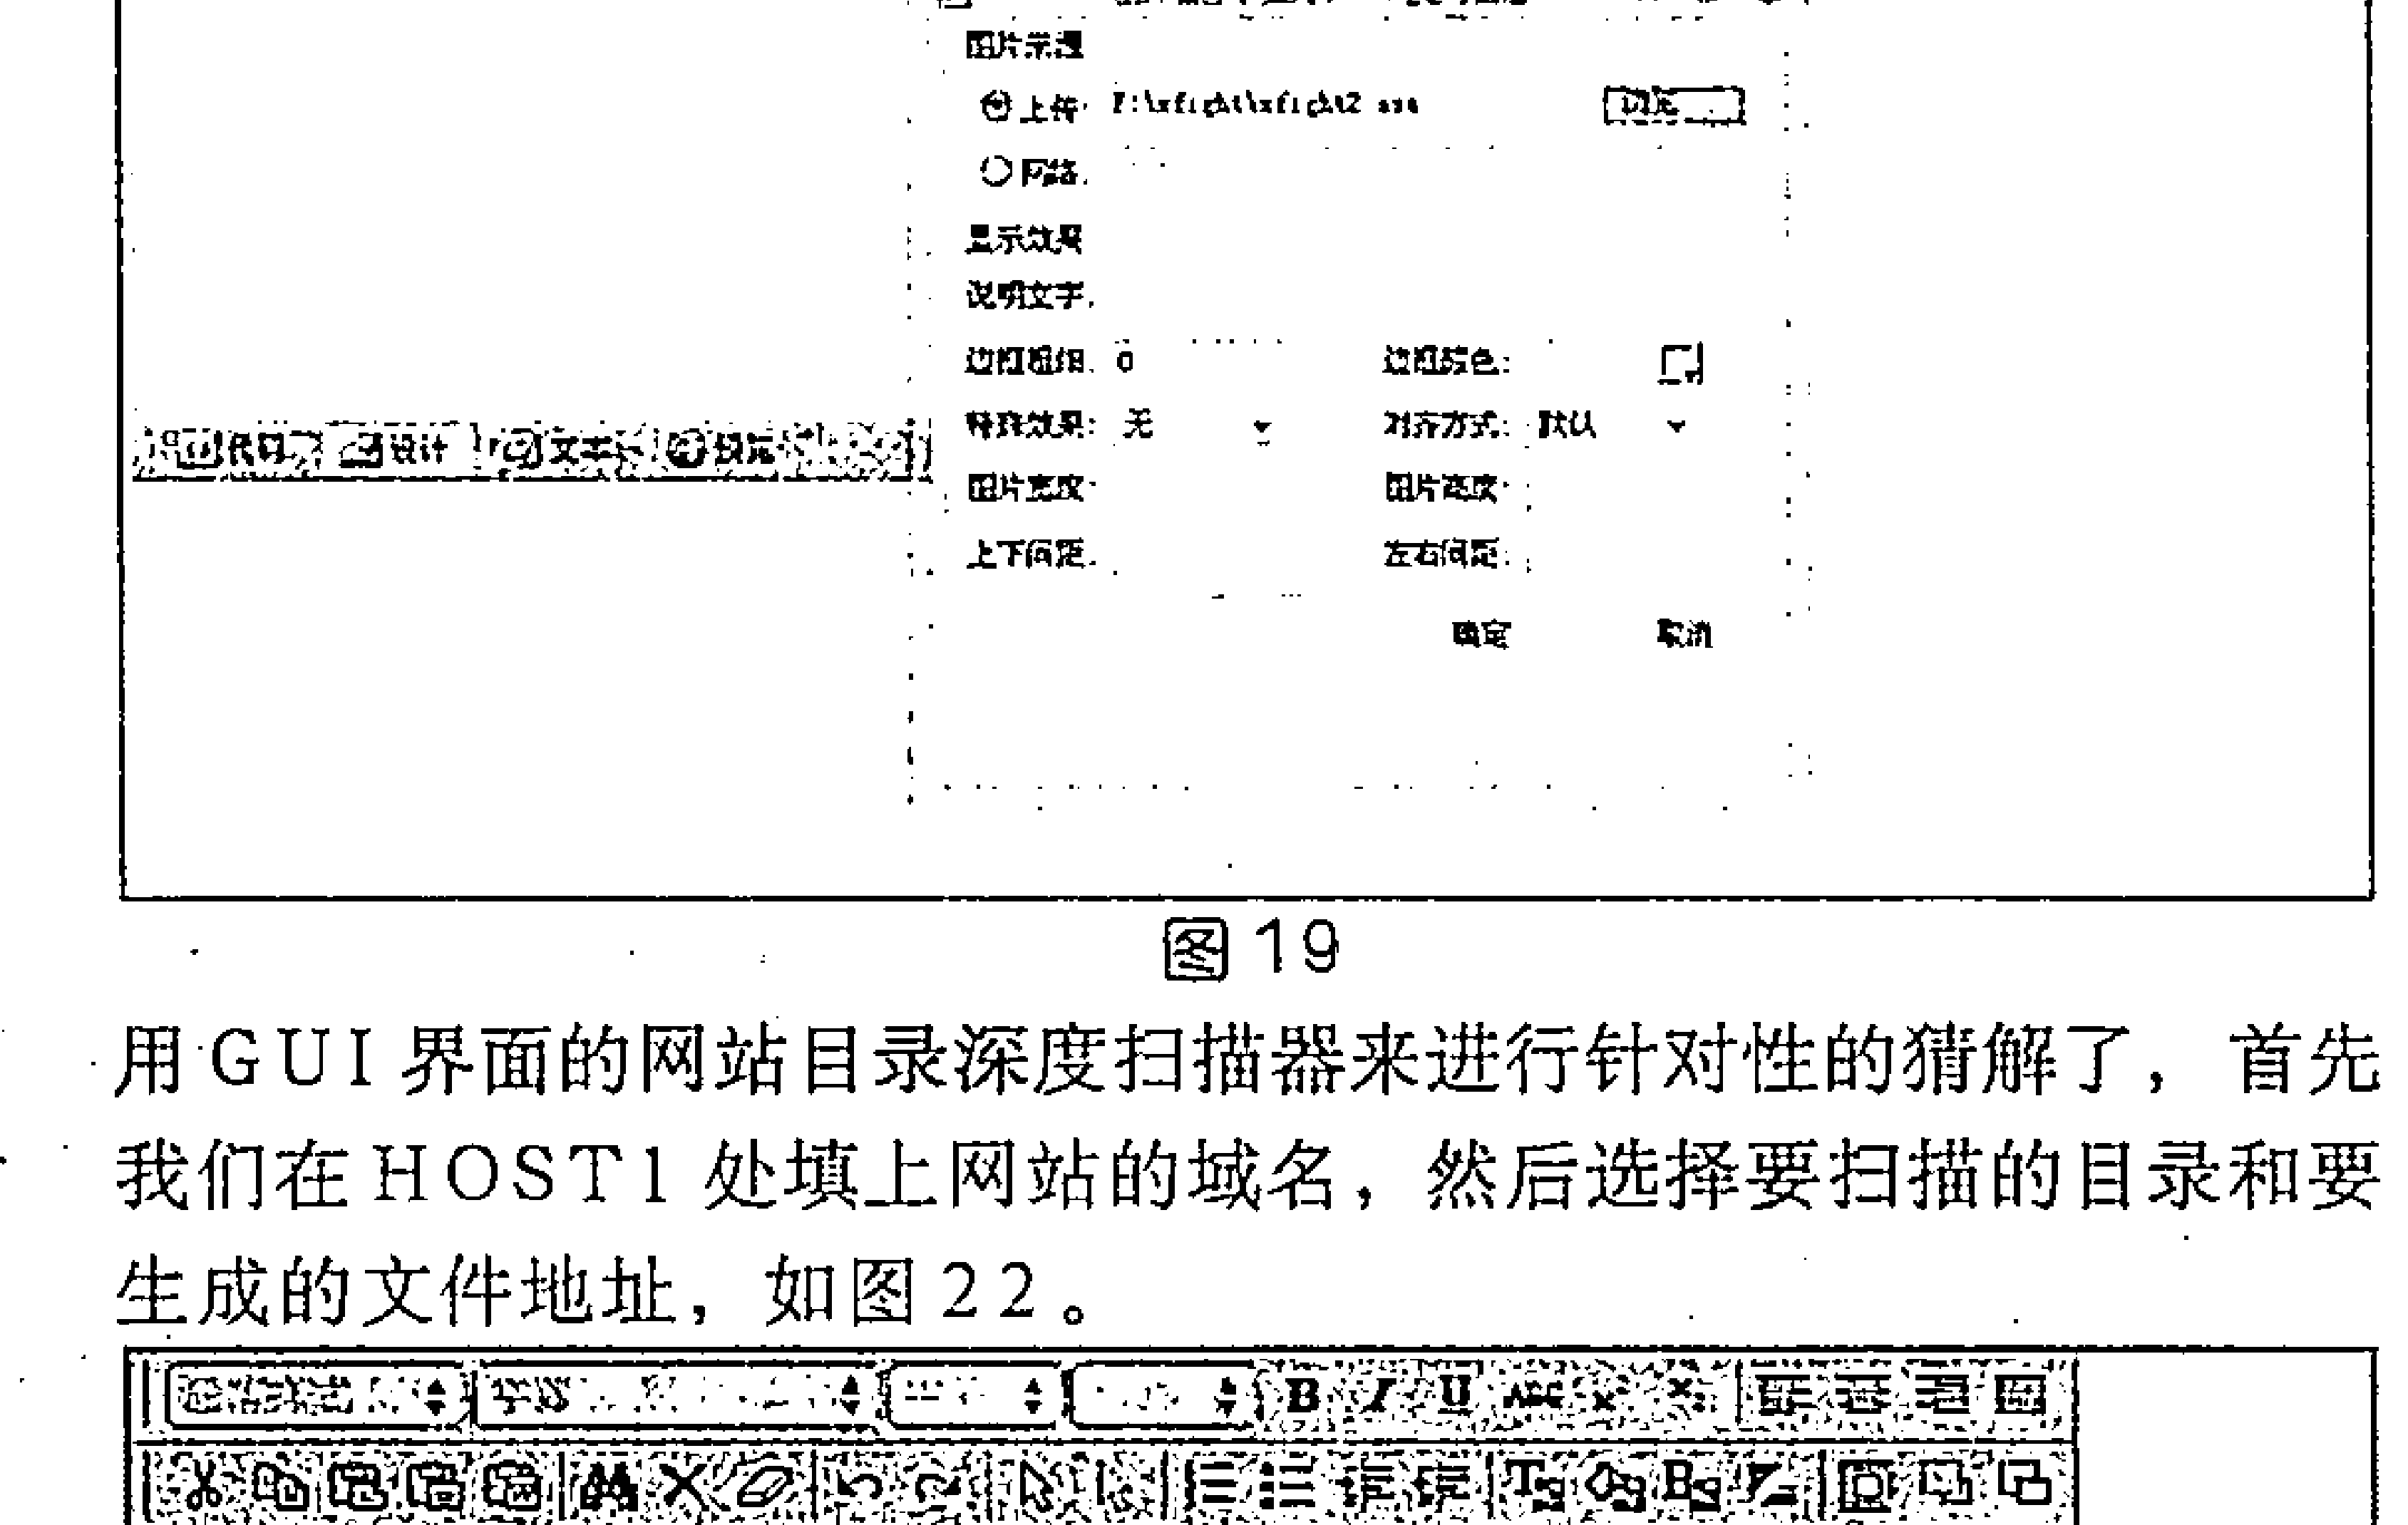 图片来源
上传: F:\xfight\xfight2 exe
网络.
显示效果
说明文字.
边框粗细. 0 边框颜色:
特殊效果: 无 对齐方式: 默认
图片宽度 图片高度
上下间距. 左右间距.
确定 取消
代码 设计 文本 预览
图 19
用 GUI 界面的网站目录深度扫描器来进行针对性的猜解了，首先
我们在 HOST1 处填上网站的域名，然后选择要扫描的目录和要
生成的文件地址，如图 22。
B I U ABC